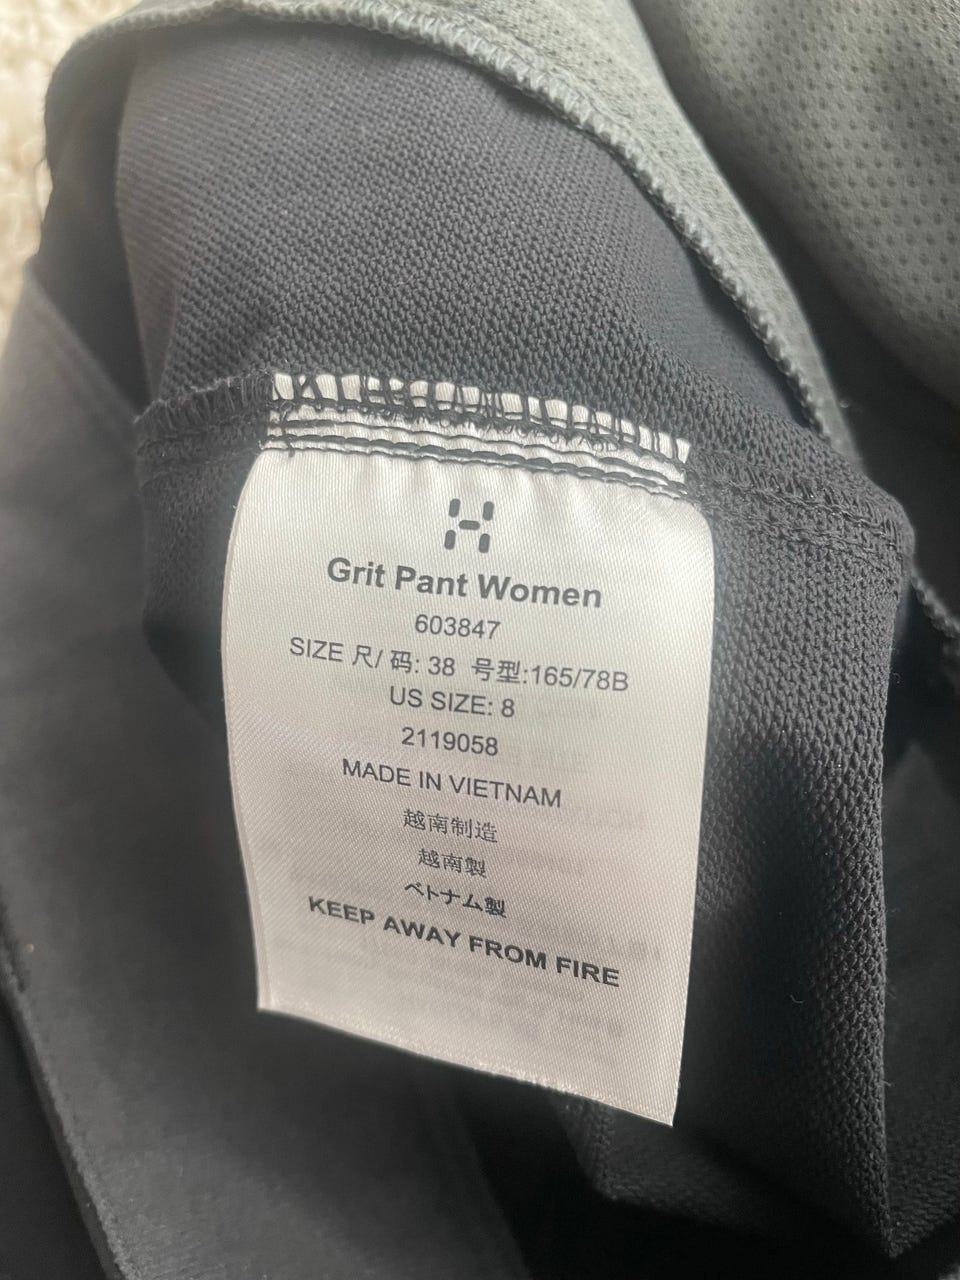 Grit Pant Women
603847
SIZE 尺/ 码: 38 号型:165/78B
US SIZE: 8
2119058
MADE IN VIETNAM
越南制造
越南製
ベトナム製
KEEP AWAY FROM FIRE